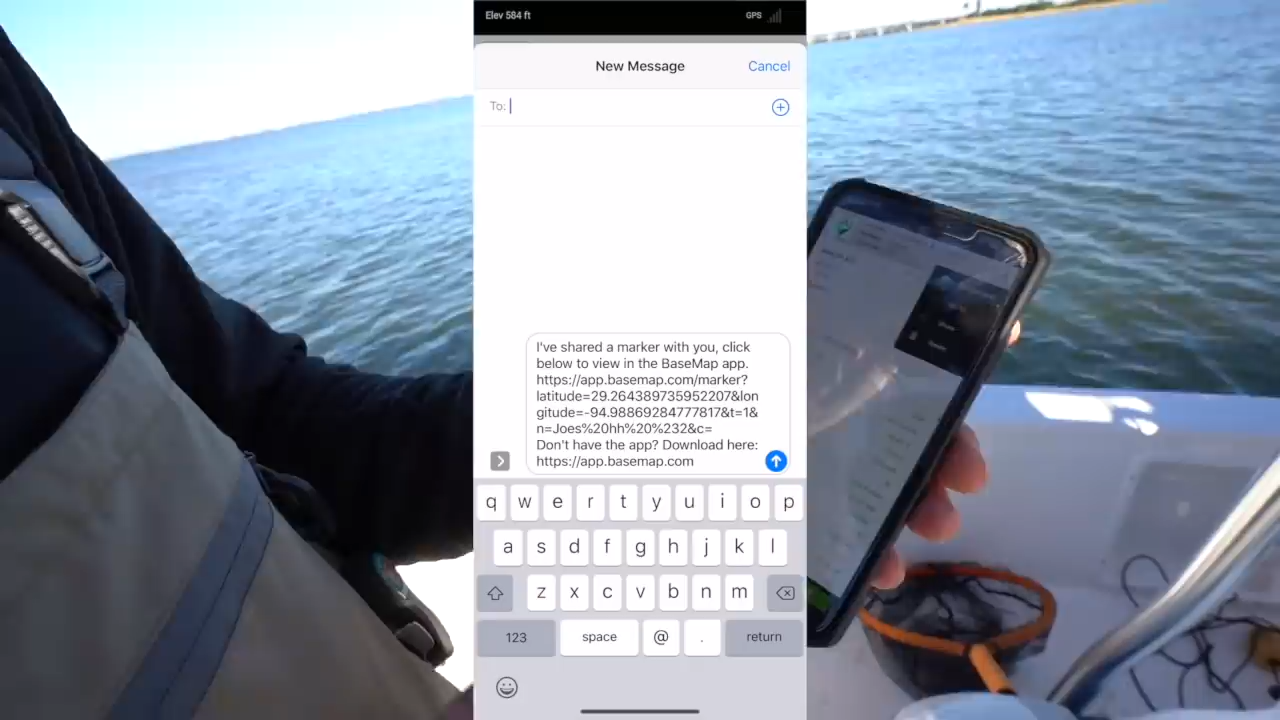 Elev 584 ft
GPS
New Message
Cancel
To:
I've shared a marker with you, click
below to view in the BaseMap app.
https://app.basemap.com/marker?
latitude=29.264389735952207&lon
gitude=-94.98869284777817&t=1&
n=Joes%20hh%20%232&c=
Don't have the app? Download here:
https://app.basemap.com
q w e r t y u i o p
a s d f g h j k l
z x c v b n m
123 space @ . return